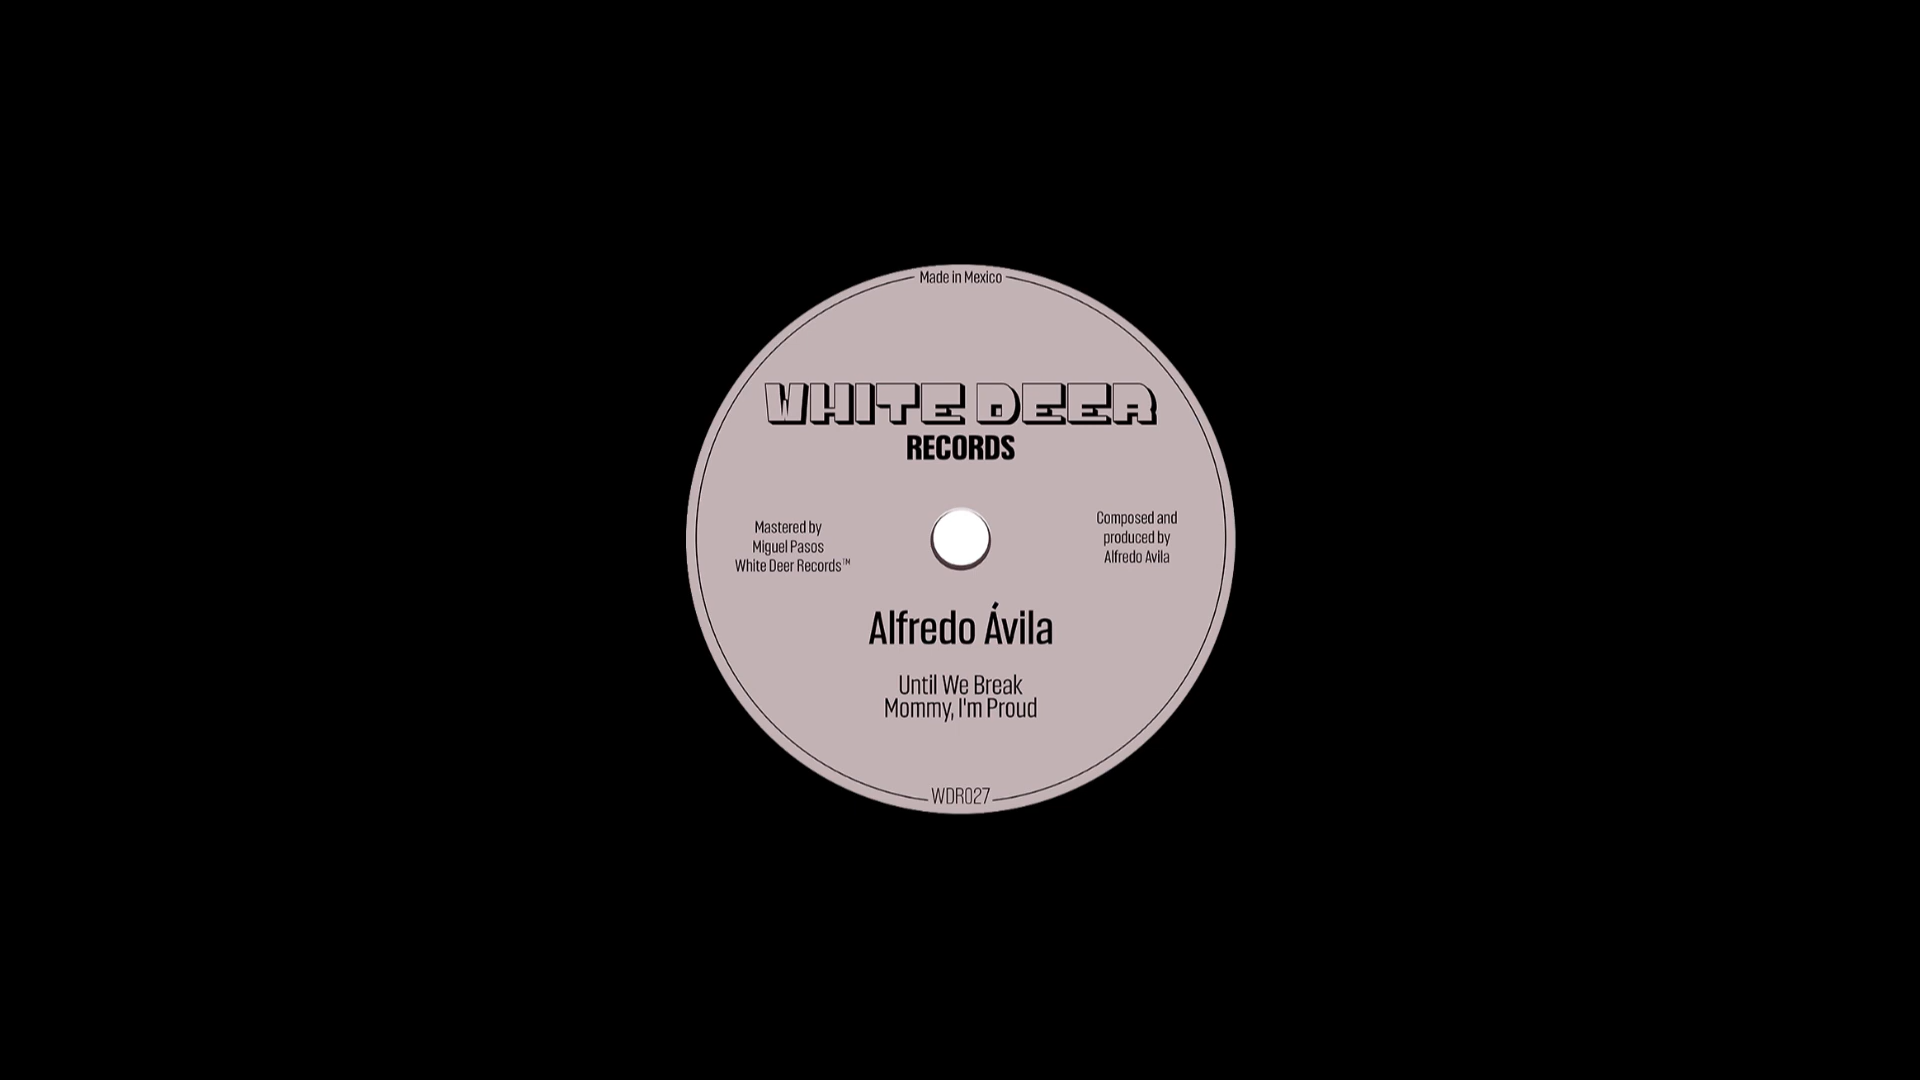 Made in Mexico
WHITE DEER
RECORDS
Mastered by
Miguel Pasos
White Deer Records™
Composed and
produced by
Alfredo Avila
Alfredo Ávila
Until We Break
Mommy, I'm Proud
WDR027